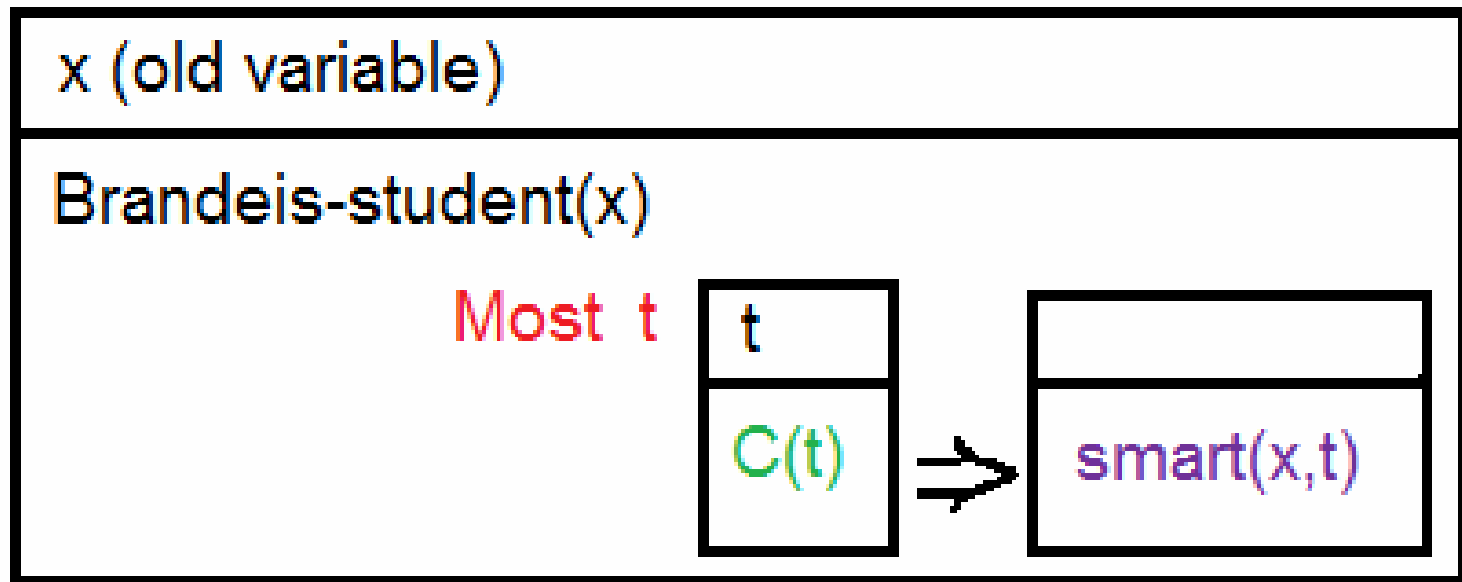 x (old variable)
Brandeis-student(x)
Most t
t
C(t)
smart(x,t)